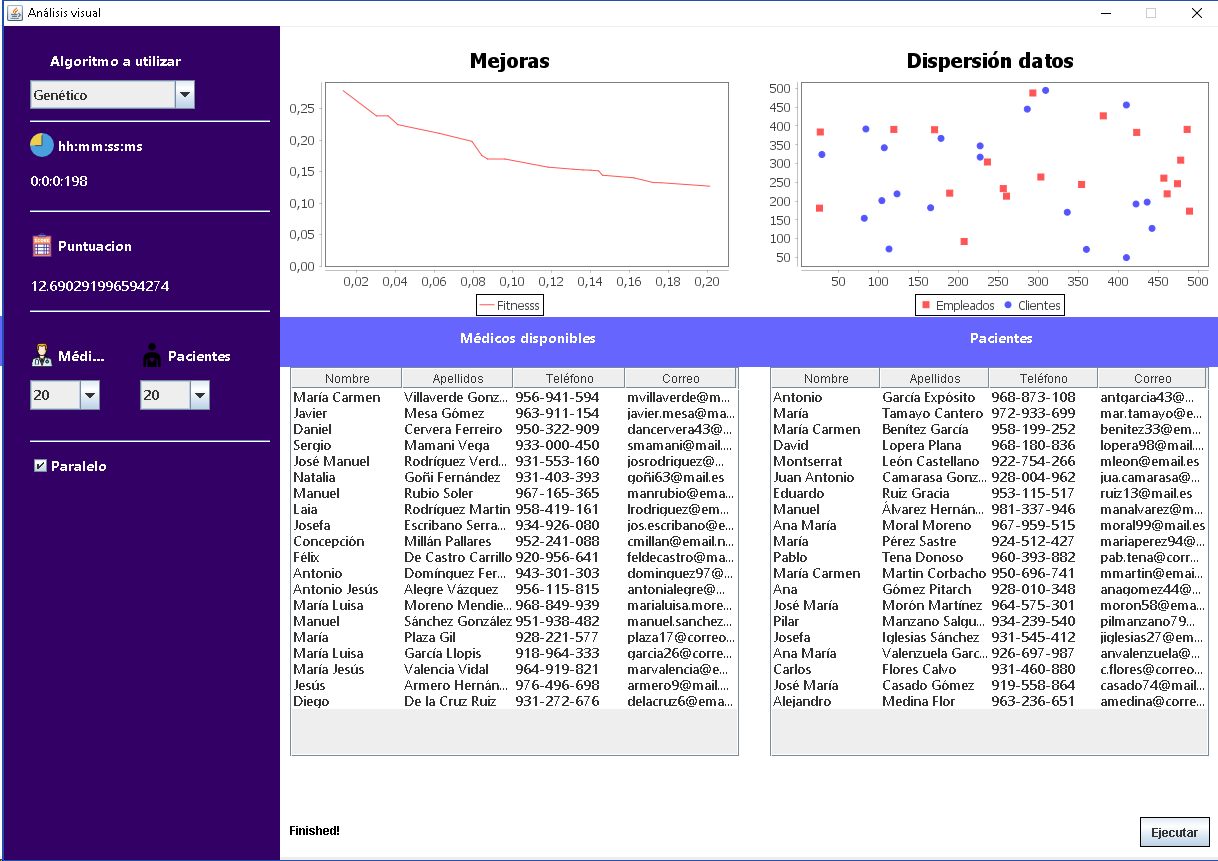 Análisis visual
Algoritmo a utilizar
Genético
hh:mm:ss:ms
0:0:0:198
SCORE
Puntuacion
12.690291996594274
Médi... Pacientes
20 20
Paralelo
Mejoras
0,25
0,20
0,15
0,10
0,05
0,00
0,02 0,04 0,06 0,08 0,10 0,12 0,14 0,16 0,18 0,20
Fitnesss
Dispersión datos
500
450
400
350
300
250
200
150
100
50
50 100 150 200 250 300 350 400 450 500
Empleados Clientes
Médicos disponibles
Nombre Apellidos Teléfono Correo
María Carmen Villaverde Gonz... 956-941-594 mvillaverde@m...
Javier Mesa Gómez 963-911-154 javier.mesa@ma...
Daniel Cervera Ferreiro 950-322-909 dancervera43@...
Sergio Mamani Vega 933-000-450 smamani@mail....
José Manuel Rodríguez Verd... 931-553-160 josrodriguez@...
Natalia Goñi Fernández 931-403-393 goñi63@mail.es
Manuel Rubio Soler 967-165-365 manrubio@ema...
Laia Rodríguez Martin 958-419-161 lrodriguez@em...
Josefa Escribano Serra... 934-926-080 jos.escribano@e...
Concepción Millán Pallares 952-241-088 cmillan@email.n...
Félix De Castro Carrillo 920-956-641 feldecastro@ma...
Antonio Domínguez Fer... 943-301-303 dominguez97@...
Antonio Jesús Alegre Vázquez 956-115-815 antonialegre@...
María Luisa Moreno Mendie... 968-849-939 marialuisa.more...
Manuel Sánchez González 951-938-482 manuel.sanchez...
María Plaza Gil 928-221-577 plaza17@correo...
María Luisa García Llopis 918-964-333 garcia26@corre...
María Jesús Valencia Vidal 964-919-821 marvalencia@e...
Jesús Armero Hernán... 976-496-698 armero9@mail....
Diego De la Cruz Ruiz 931-272-676 delacruz6@ema...
Pacientes
Nombre Apellidos Teléfono Correo
Antonio García Expósito 968-873-108 antgarcia43@...
María Tamayo Cantero 972-933-699 mar.tamayo@e...
María Carmen Benítez García 958-199-252 benitez33@em...
David Lopera Plana 968-180-836 lopera98@mail....
Montserrat León Castellano 922-754-266 mleon@email.es
Juan Antonio Camarasa Gonz... 928-004-962 jua.camarasa@...
Eduardo Ruiz Gracia 953-115-517 ruiz13@mail.es
Manuel Álvarez Hernán... 981-337-946 manalvarez@m...
Ana María Moral Moreno 967-959-515 moral99@mail.es
María Pérez Sastre 924-512-427 mariaperez94@...
Pablo Tena Donoso 960-393-882 pab.tena@corr...
María Carmen Martin Corbacho 950-696-741 mmartin@emai...
Ana Gómez Pitarch 928-010-348 anagomez44@...
José María Morón Martínez 964-575-301 moron58@ema...
Pilar Manzano Salgu... 934-239-540 pilmanzano79...
Josefa Iglesias Sánchez 931-545-412 jiglesias27@em...
Ana María Valenzuela Garc... 926-697-987 anvalenzuela@...
Carlos Flores Calvo 931-460-880 c.flores@correo...
José María Casado Gómez 919-558-864 casado74@mail...
Alejandro Medina Flor 963-236-651 amedina@corre...
Finished!
Ejecutar